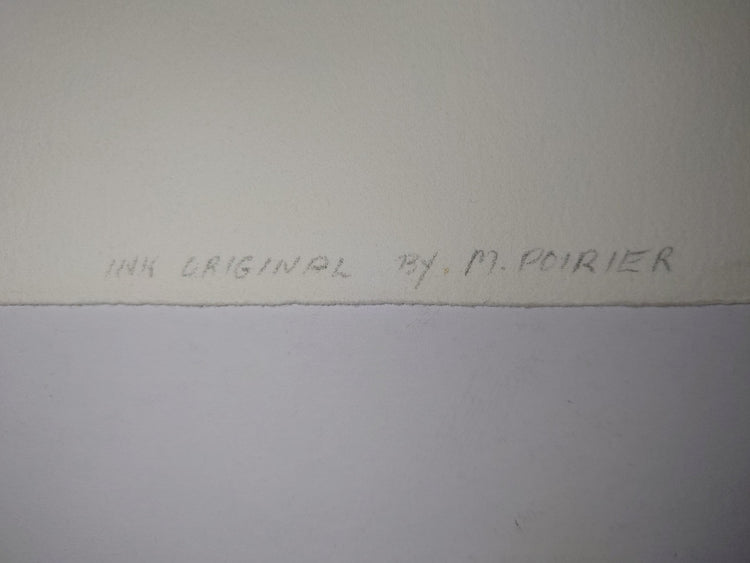 INK ORIGINAL BY. M. POIRIER